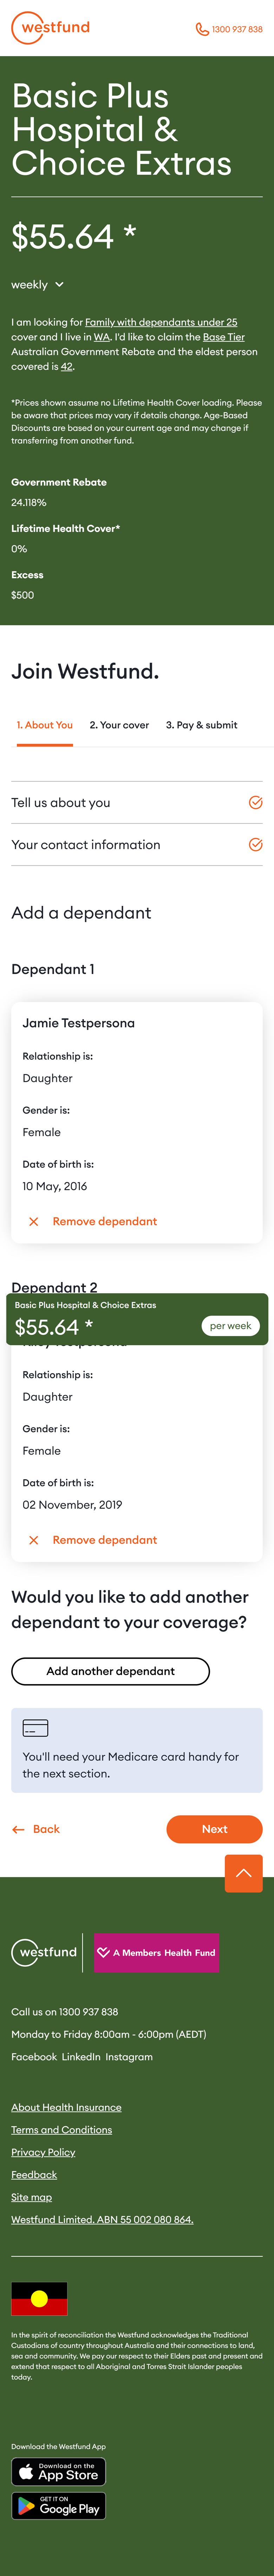 westfund
1300 937 838
Basic Plus
Hospital &
Choice Extras
$55.64 *
weekly
I am looking for Family with dependants under 25
cover and I live in WA. I'd like to claim the Base Tier
Australian Government Rebate and the eldest person
covered is 42.
*Prices shown assume no Lifetime Health Cover loading. Please
be aware that prices may vary if details change. Age-Based
Discounts are based on your current age and may change if
transferring from another fund.
Government Rebate
24.118%
Lifetime Health Cover*
0%
Excess
$500
Join Westfund.
1. About You 2. Your cover 3. Pay & submit
Tell us about you
Your contact information
Add a dependant
Dependant 1
Jamie Testpersona
Relationship is:
Daughter
Gender is:
Female
Date of birth is:
10 May, 2016
Remove dependant
Dependant 2
Basic Plus Hospital & Choice Extras
$55.64 *
per week
Relationship is:
Daughter
Gender is:
Female
Date of birth is:
02 November, 2019
Remove dependant
Would you like to add another
dependant to your coverage?
Add another dependant
You'll need your Medicare card handy for
the next section.
Back
Next
westfund
A Members Health Fund
Call us on 1300 937 838
Monday to Friday 8:00am - 6:00pm (AEDT)
Facebook LinkedIn Instagram
About Health Insurance
Terms and Conditions
Privacy Policy
Feedback
Site map
Westfund Limited. ABN 55 002 080 864.
In the spirit of reconciliation the Westfund acknowledges the Traditional
Custodians of country throughout Australia and their connections to land,
sea and community. We pay our respect to their Elders past and present and
extend that respect to all Aboriginal and Torres Strait Islander peoples
today.
Download the Westfund App
Download on the
App Store
GET IT ON
Google Play